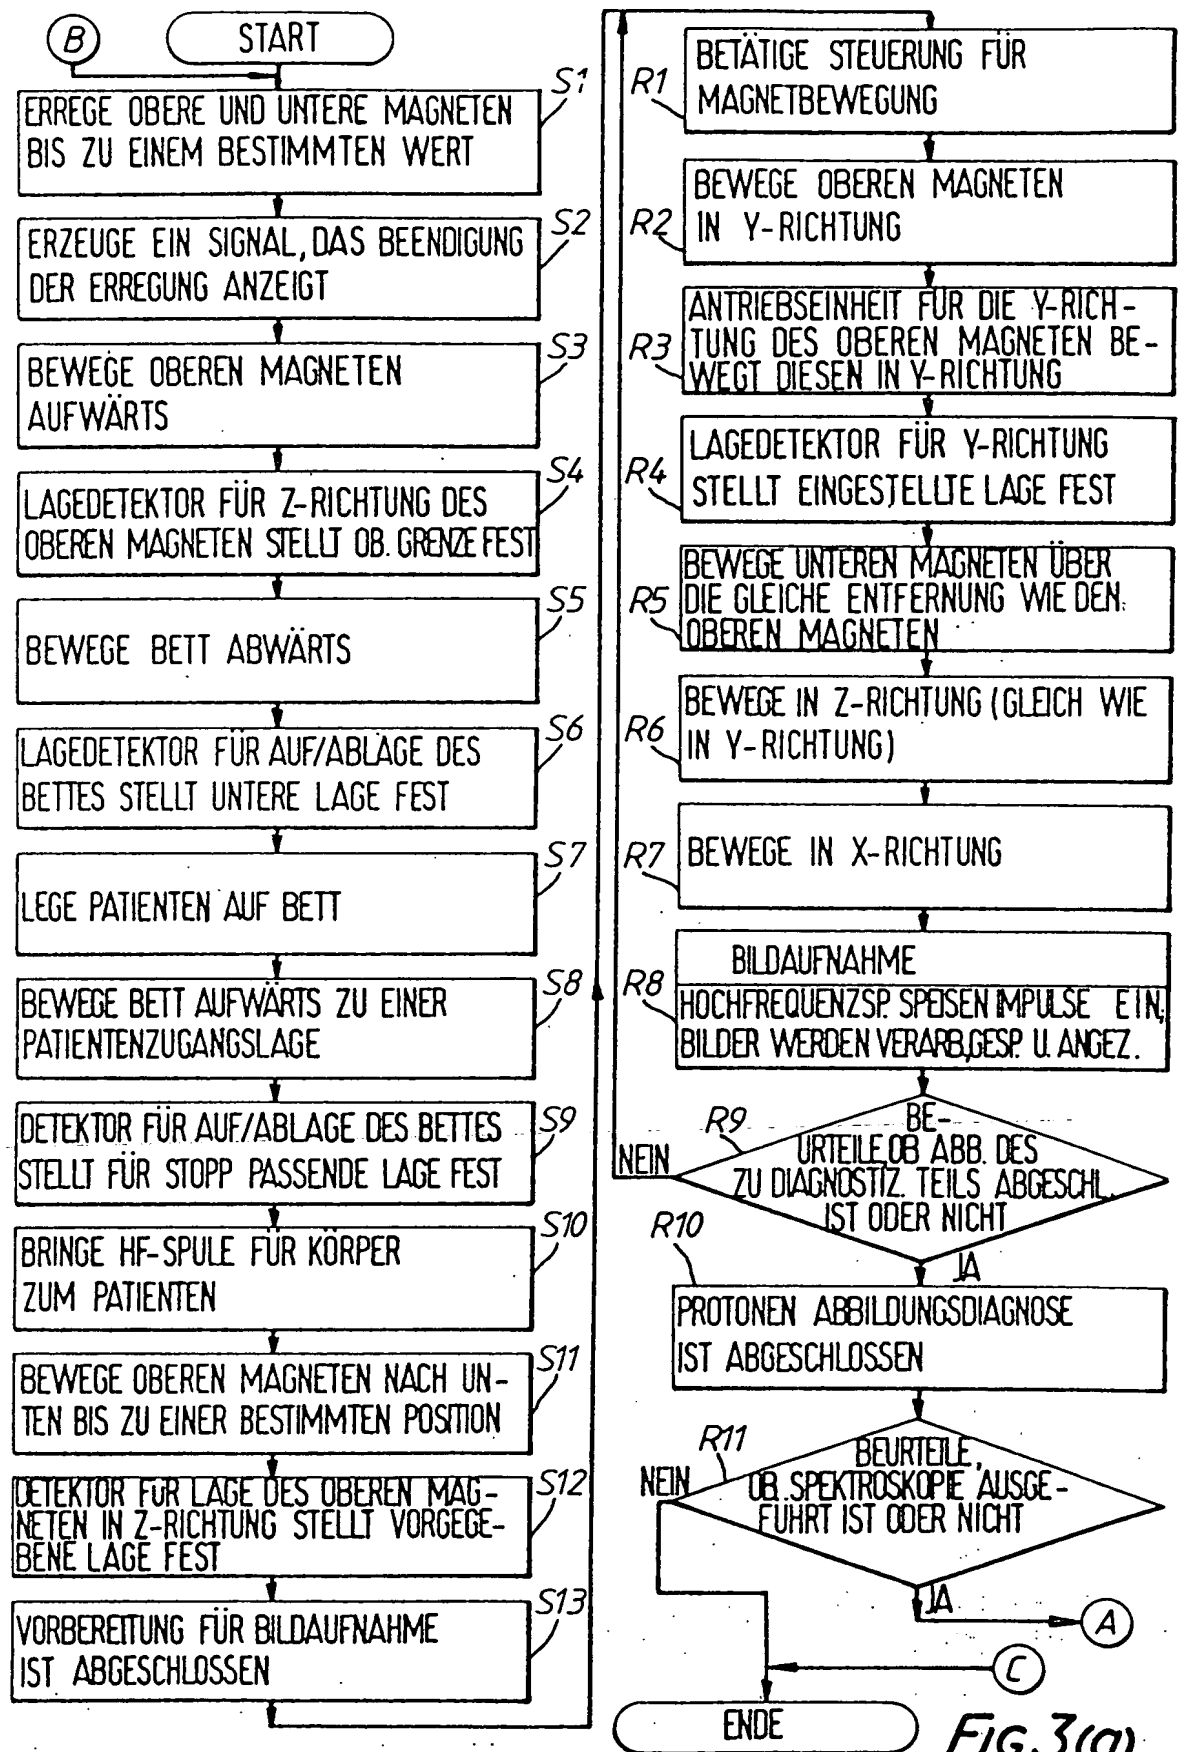 B
START
S1
ERREGE OBERE UND UNTERE MAGNETEN
BIS ZU EINEM BESTIMMTEN WERT
S2
ERZEUGE EIN SIGNAL, DAS BEENDIGUNG
DER ERREGUNG ANZEIGT
S3
BEWEGE OBEREN MAGNETEN
AUFWÄRTS
S4
LAGEDETEKTOR FÜR Z-RICHTUNG DES
OBEREN MAGNETEN STELLT OB. GRENZE FEST
S5
BEWEGE BETT ABWÄRTS
S6
LAGEDETEKTOR FÜR AUF/ABLAGE DES
BETTES STELLT UNTERE LAGE FEST
S7
LEGE PATIENTEN AUF BETT
S8
BEWEGE BETT AUFWÄRTS ZU EINER
PATIENTENZUGANGSLAGE
S9
DETEKTOR FÜR AUF/ABLAGE DES BETTES
STELLT FÜR STOPP PASSENDE LAGE FEST
S10
BRINGE HF-SPULE FÜR KÖRPER
ZUM PATIENTEN
S11
BEWEGE OBEREN MAGNETEN NACH UN-
TEN BIS ZU EINER BESTIMMTEN POSITION
S12
DETEKTOR FÜR LAGE DES OBEREN MAG-
NETEN IN Z-RICHTUNG STELLT VORGEGE-
BENE LAGE FEST
S13
VORBEREITUNG FÜR BILDAUFNAHME
IST ABGESCHLOSSEN
R1
BETÄTIGE STEUERUNG FÜR
MAGNETBEWEGUNG
R2
BEWEGE OBEREN MAGNETEN
IN Y-RICHTUNG
R3
ANTRIEBSEINHEIT FÜR DIE Y-RICH-
TUNG DES OBEREN MAGNETEN BE-
WEGT DIESEN IN Y-RICHTUNG
R4
LAGEDETEKTOR FÜR Y-RICHTUNG
STELLT EINGESTELLTE LAGE FEST
R5
BEWEGE UNTEREN MAGNETEN ÜBER
DIE GLEICHE ENTFERNUNG WIE DEN
OBEREN MAGNETEN
R6
BEWEGE IN Z-RICHTUNG (GLEICH WIE
IN Y-RICHTUNG)
R7
BEWEGE IN X-RICHTUNG
R8
BILDAUFNAHME
HOCHFREQUENZSP. SPEISEN IMPULSE EIN,
BILDER WERDEN VERARB, GESP. U. ANGEZ.
R9
BE-
URTEILE, OB ABB. DES
ZU DIAGNOSTIZ. TEILS ABGESCHL.
IST ODER NICHT
NEIN
JA
R10
PROTONEN ABBILDUNGSDIAGNOSE
IST ABGESCHLOSSEN
R11
BEURTEILE,
OB SPEKTROSKOPIE AUSGE-
FÜHRT IST ODER NICHT
NEIN
JA
A
C
ENDE
FIG. 3(a)